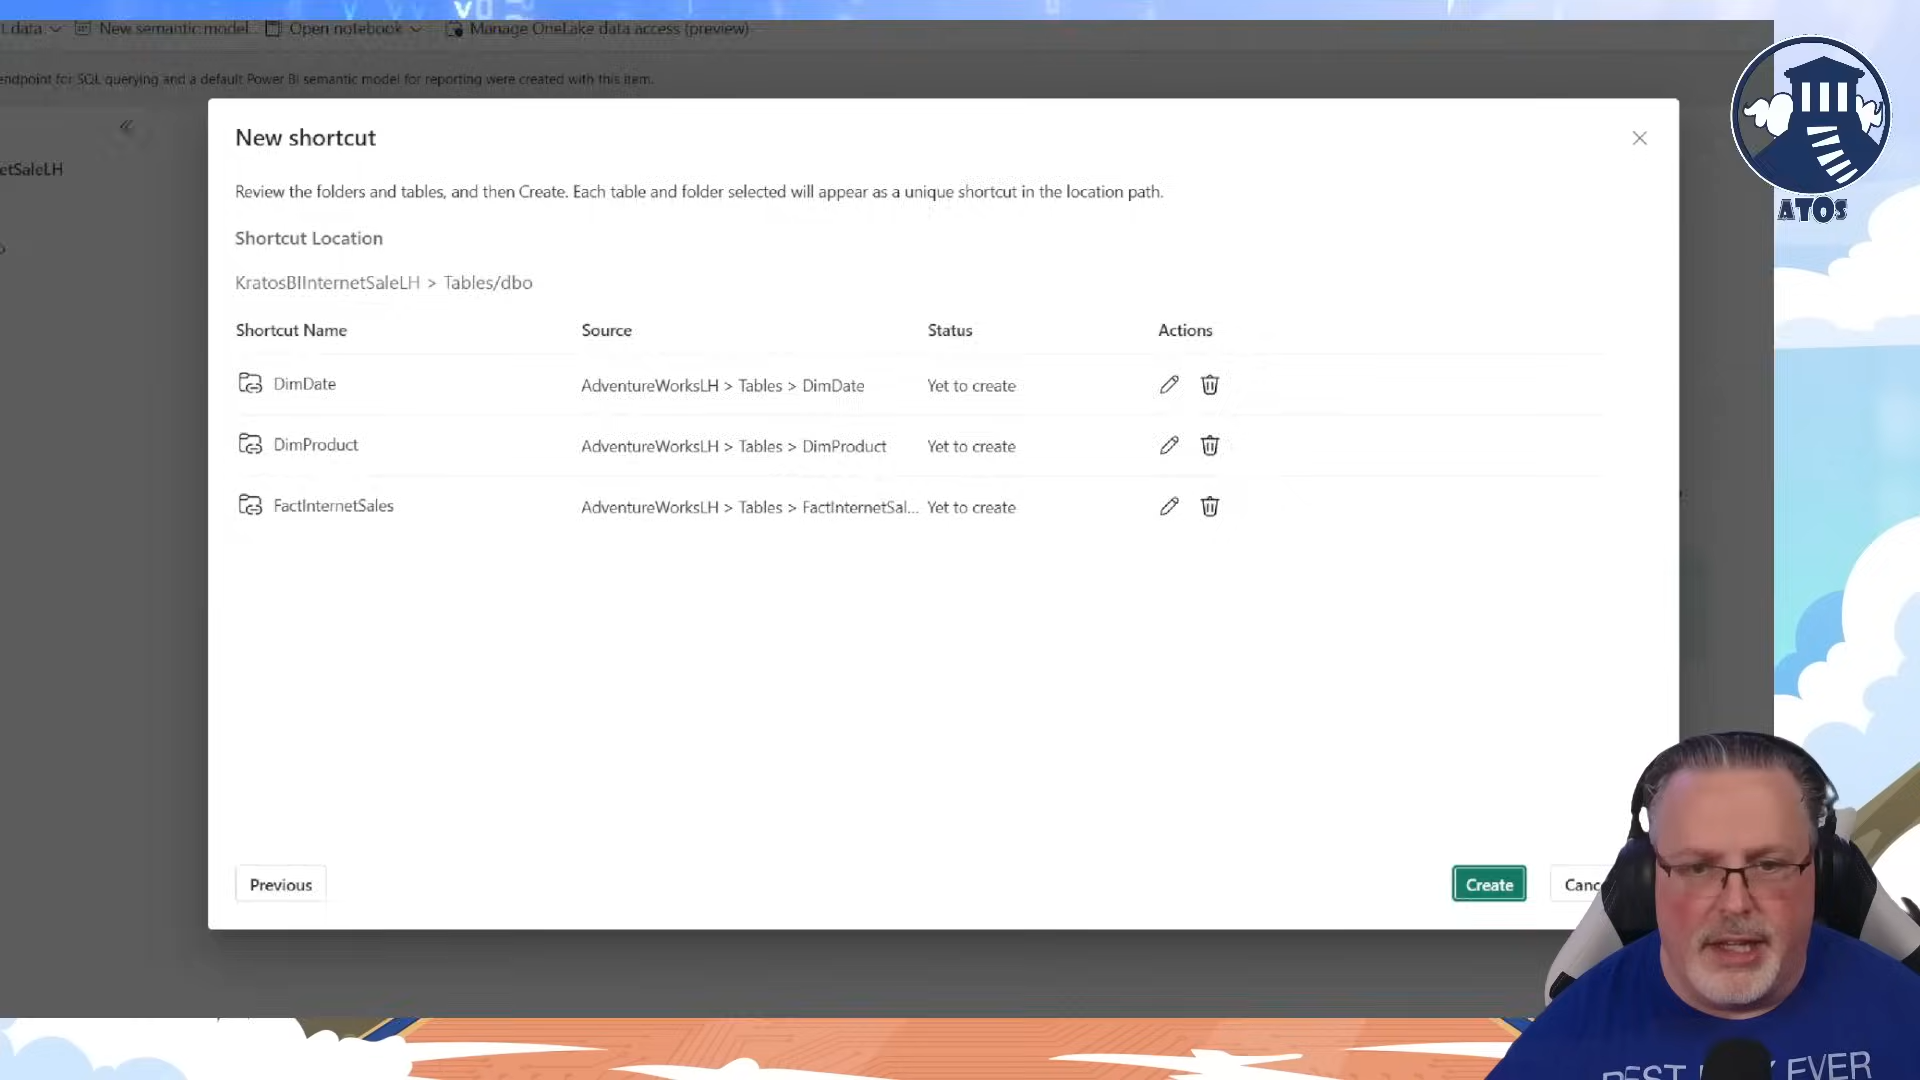 t data New semantic model Open notebook Manage OneLake data access (preview)
endpoint for SQL querying and a default Power BI semantic model for reporting were created with this item.
etSaleLH
New shortcut
Review the folders and tables, and then Create. Each table and folder selected will appear as a unique shortcut in the location path.
Shortcut Location
KratosBIInternetSaleLH > Tables/dbo
Shortcut Name Source Status Actions
DimDate AdventureWorksLH > Tables > DimDate Yet to create
DimProduct AdventureWorksLH > Tables > DimProduct Yet to create
FactInternetSales AdventureWorksLH > Tables > FactInternetSal... Yet to create
Previous Create Canc
ATOS
EVER